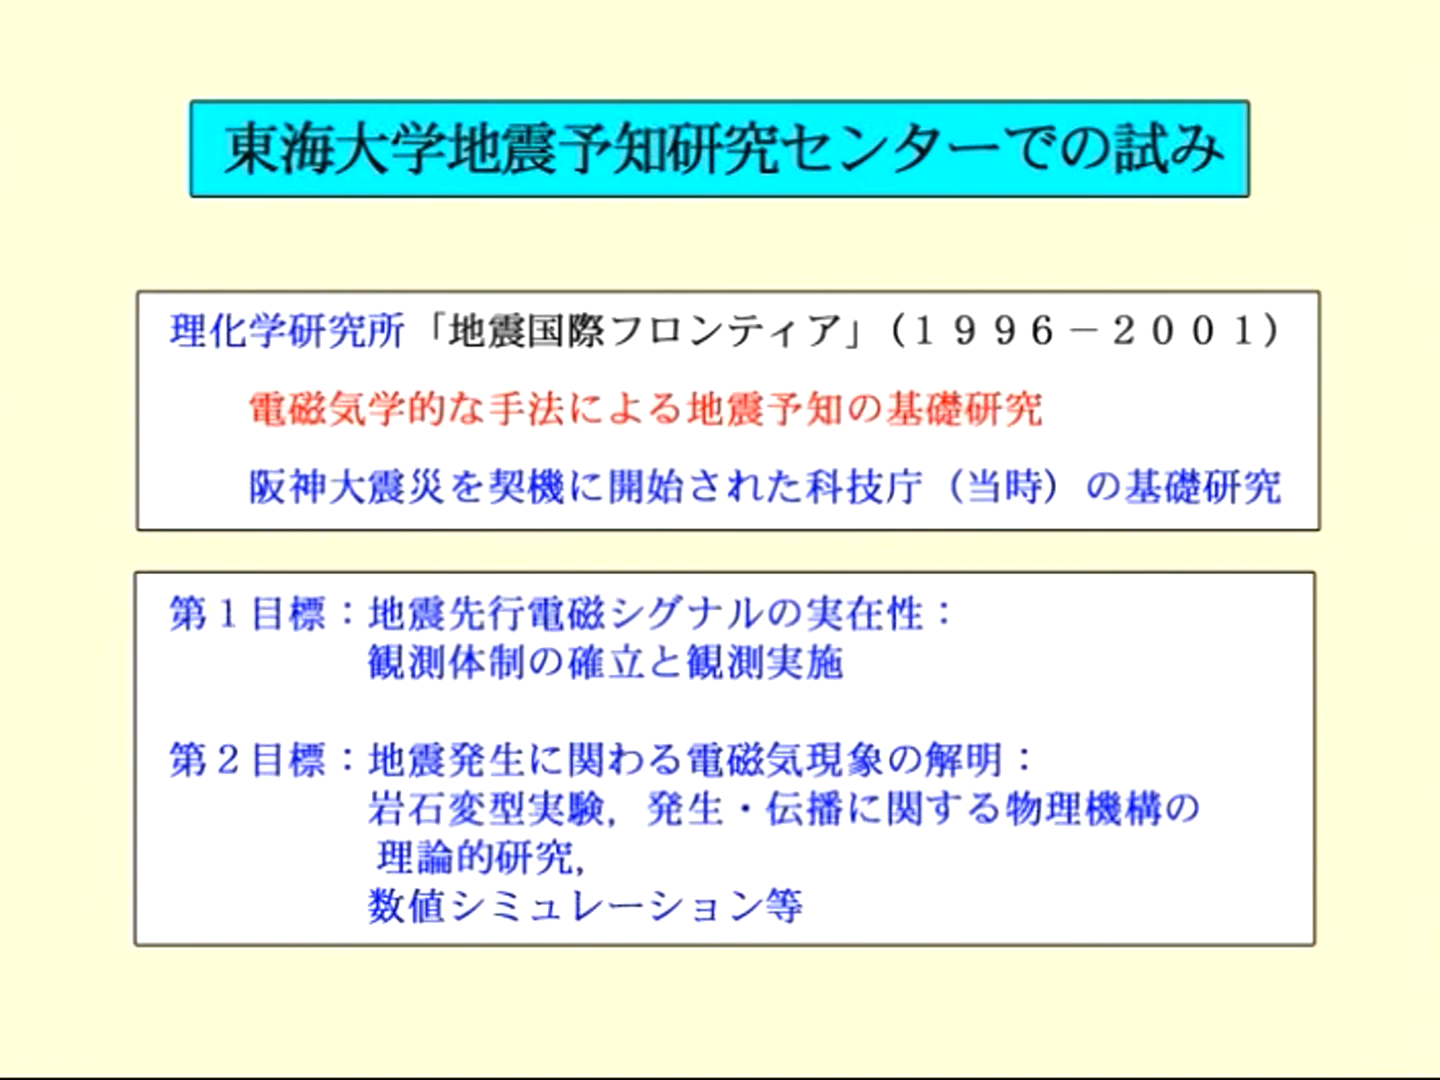 東海大学地震予知研究センターでの試み
理化学研究所「地震国際フロンティア」（１９９６－２００１）
電磁気学的な手法による地震予知の基礎研究
阪神大震災を契機に開始された科技庁（当時）の基礎研究
第１目標：地震先行電磁シグナルの実在性：
観測体制の確立と観測実施
第２目標：地震発生に関わる電磁気現象の解明：
岩石変型実験，発生・伝播に関する物理機構の
理論的研究，
数値シミュレーション等